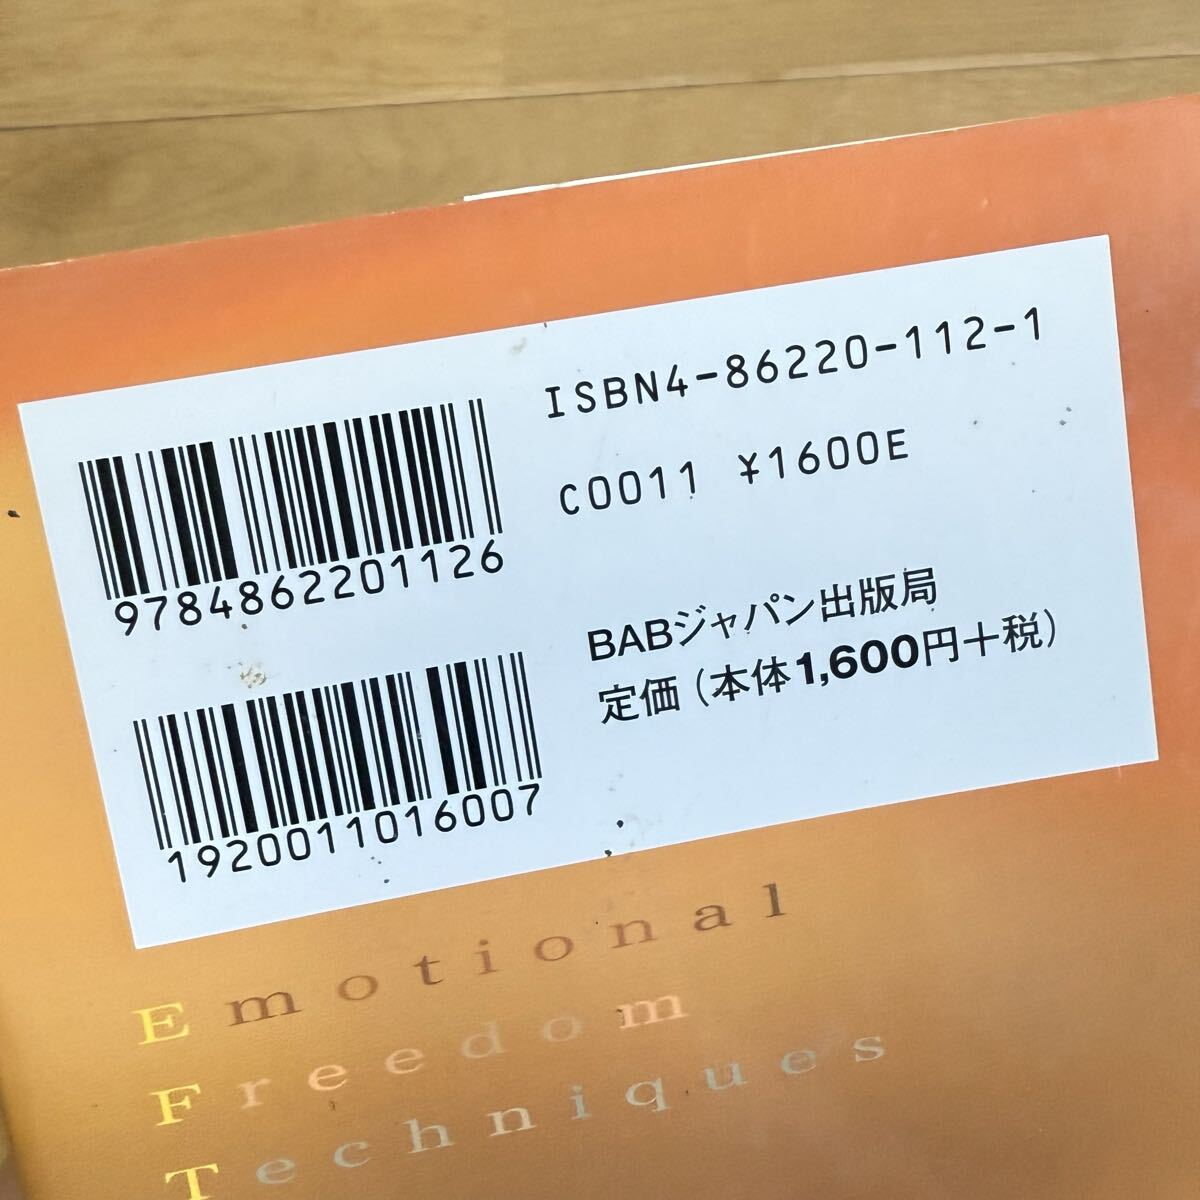 ISBN4-86220-112-1
C0011 ¥1600E
9784862201126
BABジャパン出版局
定価（本体1,600円＋税）
1920011016007
Emotional
Freedom
Techniques